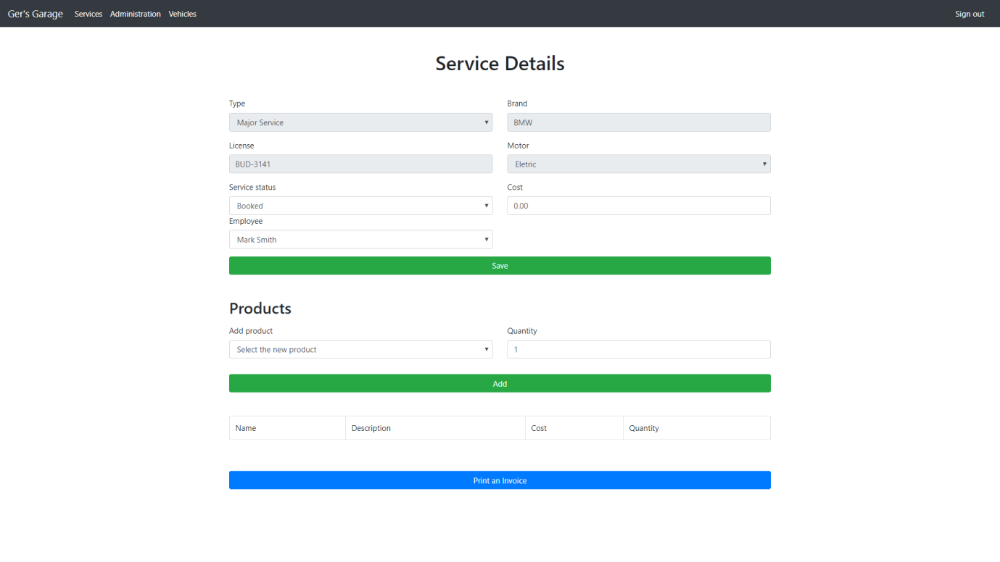 Ger's Garage Services Administration Vehicles Sign out
Service Details
Type Brand
Major Service BMW
License Motor
BUD-3141 Eletric
Service status Cost
Booked 0.00
Employee
Mark Smith
Save
Products
Add product Quantity
Select the new product 1
Add
Name Description Cost Quantity
Print an Invoice